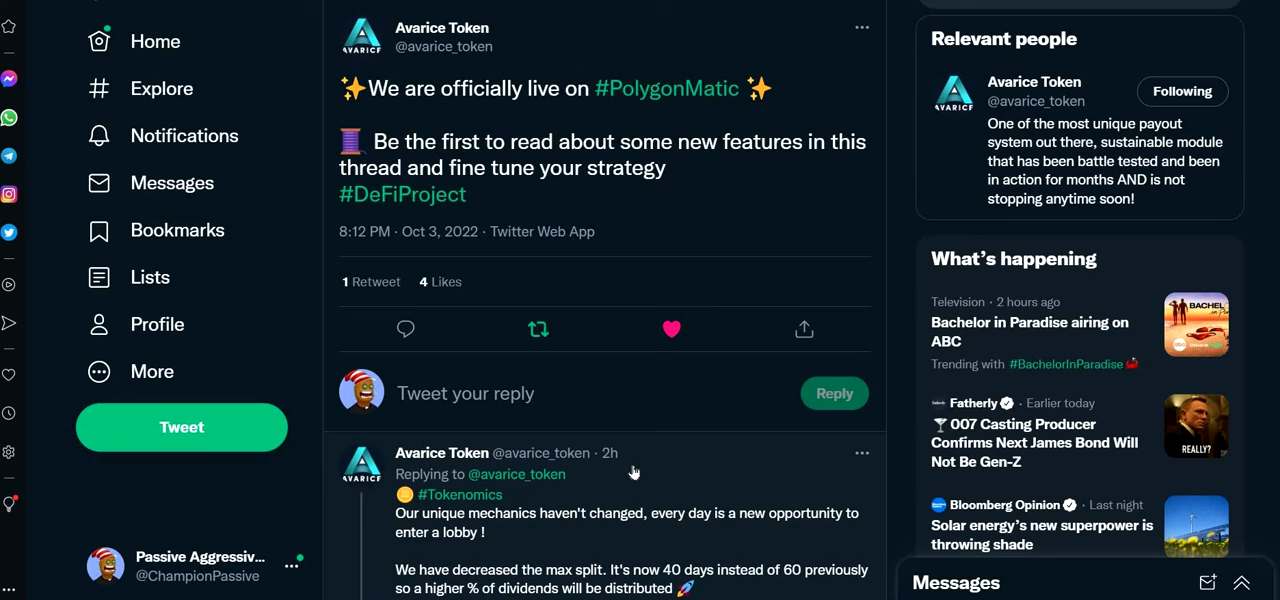 Home
Explore
Notifications
Messages
Bookmarks
Lists
Profile
More
Tweet
Passive Aggressiv...
@ChampionPassive
Avarice Token
@avarice_token
✨We are officially live on #PolygonMatic ✨
🧵 Be the first to read about some new features in this
thread and fine tune your strategy
#DeFiProject
8:12 PM · Oct 3, 2022 · Twitter Web App
1 Retweet 4 Likes
Tweet your reply
Reply
Avarice Token @avarice_token · 2h
Replying to @avarice_token
🪙 #Tokenomics
Our unique mechanics haven't changed, every day is a new opportunity to
enter a lobby !
We have decreased the max split. It's now 40 days instead of 60 previously
so a higher % of dividends will be distributed 🚀
Relevant people
Avarice Token
@avarice_token
Following
One of the most unique payout
system out there, sustainable module
that has been battle tested and been
in action for months AND is not
stopping anytime soon!
What's happening
Television · 2 hours ago
Bachelor in Paradise airing on
ABC
Trending with #BachelorInParadise
BACHEL
abc
Fatherly · Earlier today
🍸007 Casting Producer
Confirms Next James Bond Will
Not Be Gen-Z
REALLY?
Bloomberg Opinion · Last night
Solar energy's new superpower is
throwing shade
Messages